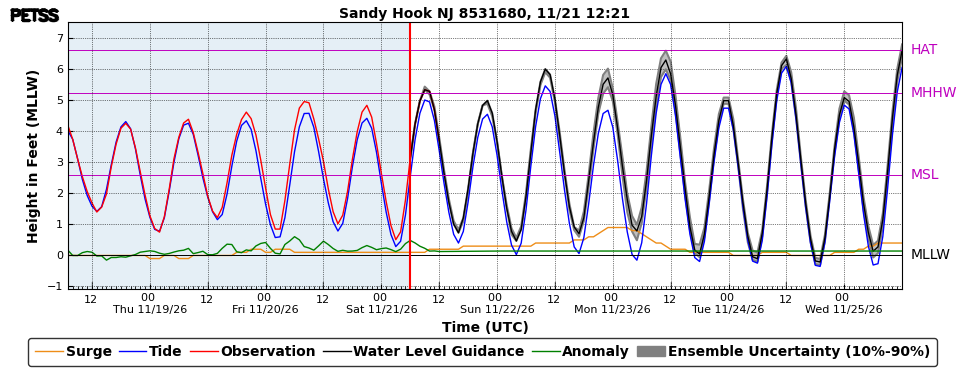 PETSS
Sandy Hook NJ 8531680, 11/21 12:21
Height in Feet (MLLW)
7
6
5
4
3
2
1
0
−1
HAT
MHHW
MSL
MLLW
12 00 12 00 12 00 12 00 12 00 12 00 12 00
Thu 11/19/26 Fri 11/20/26 Sat 11/21/26 Sun 11/22/26 Mon 11/23/26 Tue 11/24/26 Wed 11/25/26
Time (UTC)
Surge Tide Observation Water Level Guidance Anomaly Ensemble Uncertainty (10%-90%)